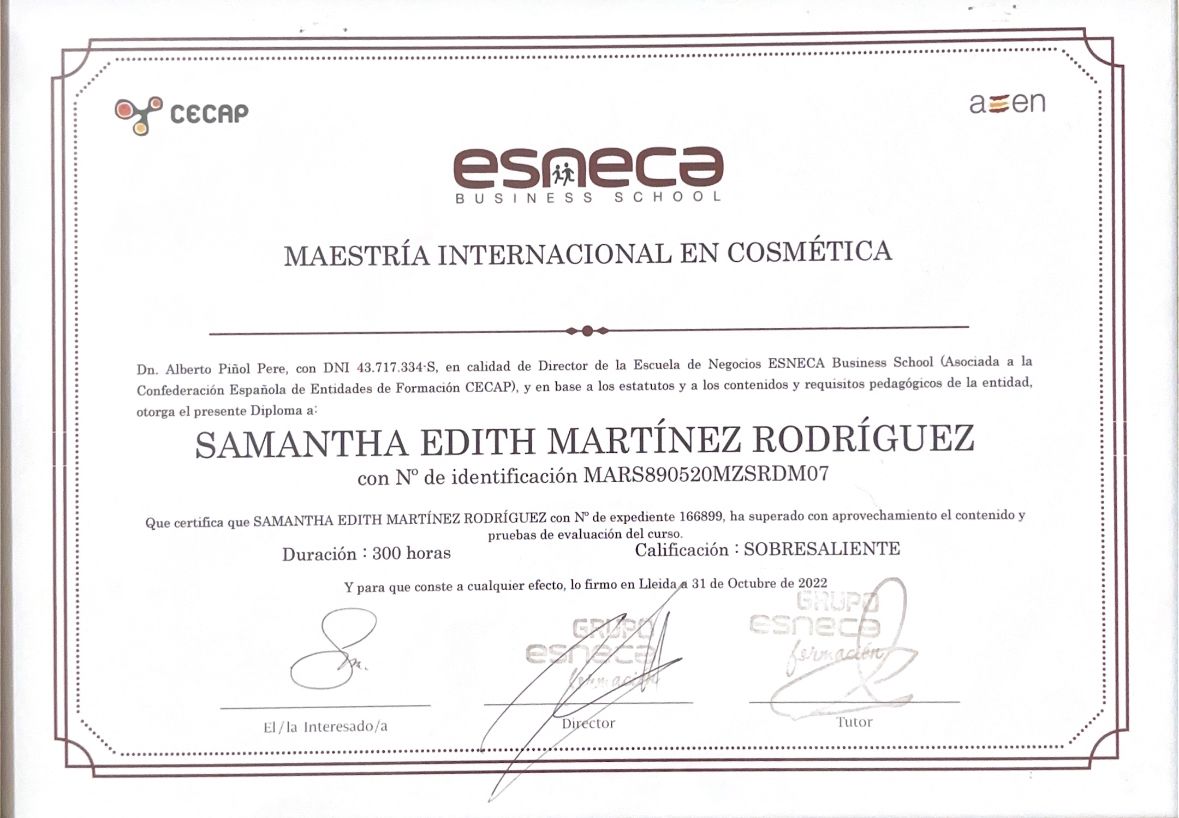 CECAP
aeen
esneca
BUSINESS SCHOOL
MAESTRÍA INTERNACIONAL EN COSMÉTICA
Dn. Alberto Piñol Pere, con DNI 43.717.334-S, en calidad de Director de la Escuela de Negocios ESNECA Business School (Asociada a la
Confederación Española de Entidades de Formación CECAP), y en base a los estatutos y a los contenidos y requisitos pedagógicos de la entidad,
otorga el presente Diploma a:
SAMANTHA EDITH MARTÍNEZ RODRÍGUEZ
con Nº de identificación MARS890520MZSRDM07
Que certifica que SAMANTHA EDITH MARTÍNEZ RODRÍGUEZ con Nº de expediente 166899, ha superado con aprovechamiento el contenido y
pruebas de evaluación del curso.
Duración : 300 horas
Calificación : SOBRESALIENTE
Y para que conste a cualquier efecto, lo firmo en Lleida a 31 de Octubre de 2022
GRUPO
esneca
formación
GRUPO
esneca
formación
El/la Interesado/a
Director
Tutor